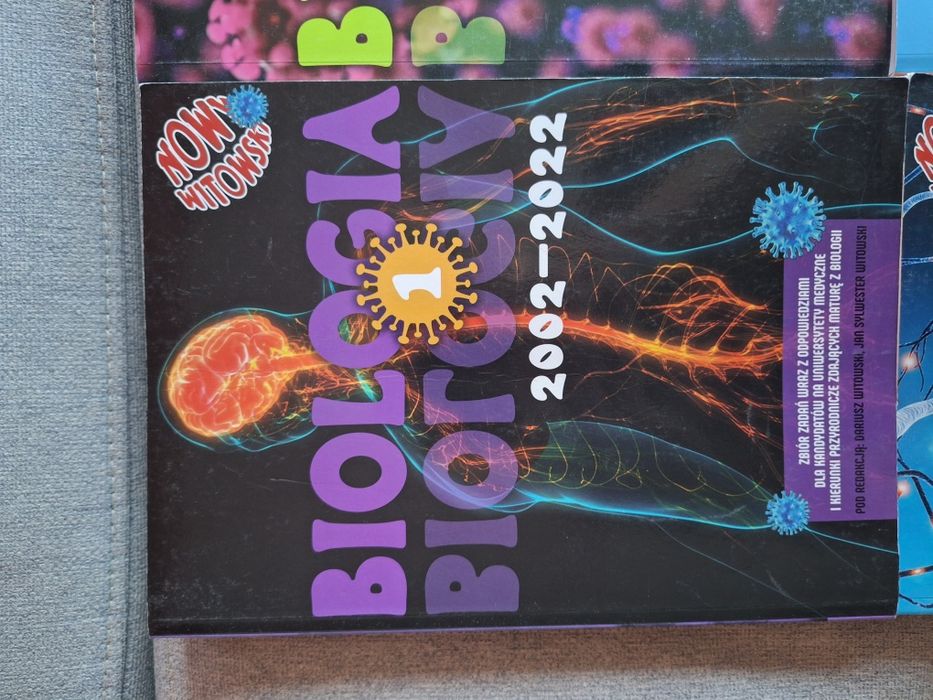 NOWY
WITOWSKI
BIOLOGIA
1
BIOLOGIA
2002–2022
ZBIÓR ZADAŃ WRAZ Z ODPOWIEDZIAMI
DLA KANDYDATÓW NA UNIWERSYTETY MEDYCZNE
I KIERUNKI PRZYRODNICZE ZDAJĄCYCH MATURĘ Z BIOLOGII
POD REDAKCJĄ: DARIUSZ WITOWSKI, JAN SYLWESTER WITOWSKI
B
B
NO